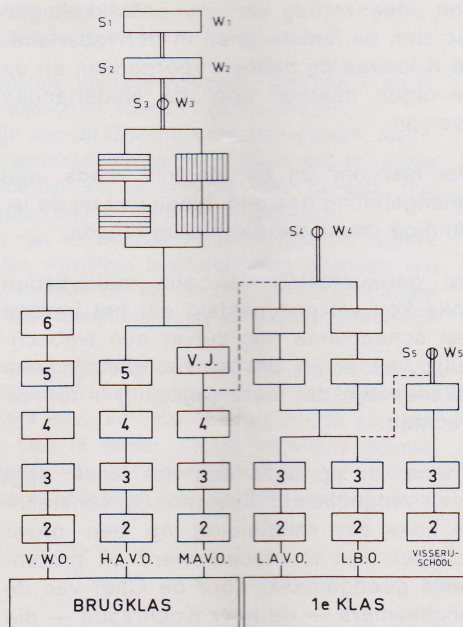 S1 W1
S2 W2
S3 W3
S4 W4
6
S5 W5
5 5 V.J.
4 4 4
3 3 3 3 3 3
2 2 2 2 2 2
V.W.O. H.A.V.O. M.A.V.O. L.A.V.O. L.B.O. VISSERIJ-
SCHOOL
BRUGKLAS 1e KLAS